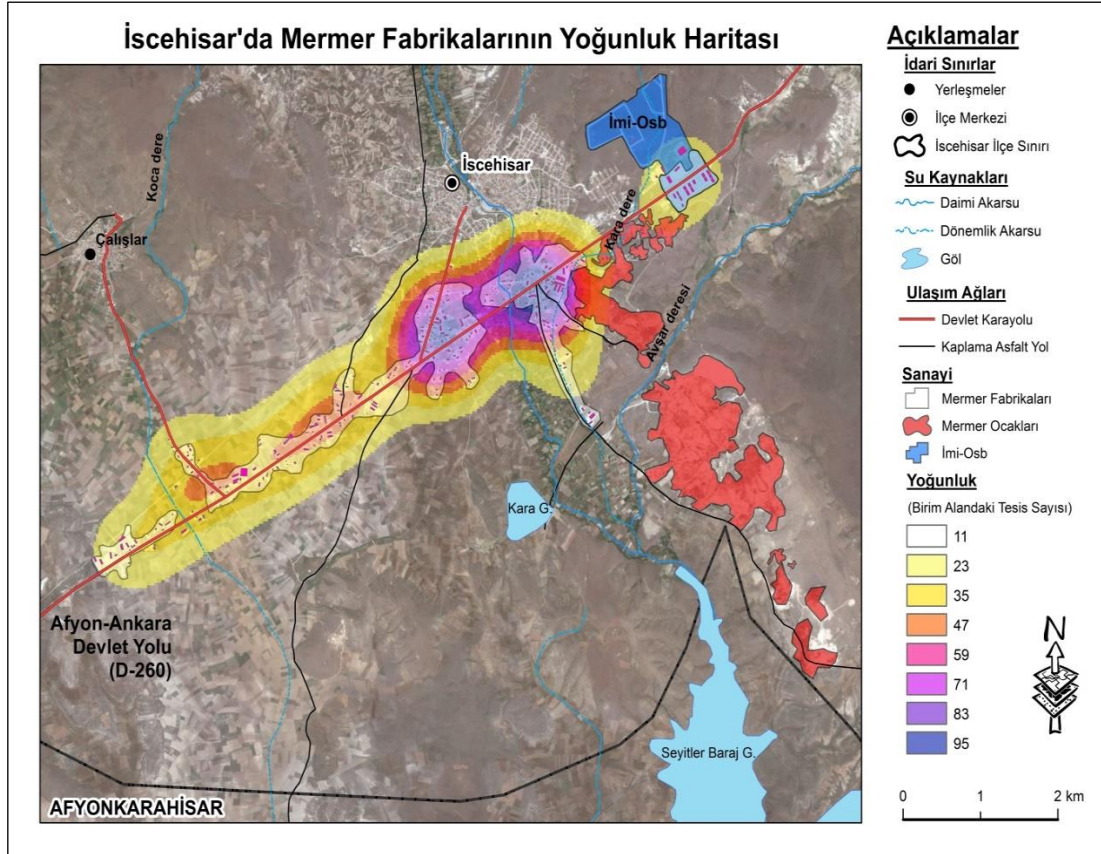 İscehisar'da Mermer Fabrikalarının Yoğunluk Haritası
İmi-Osb
İscehisar
Koca dere
Kara dere
Çalışlar
Avşar deresi
Kara G.
Afyon-Ankara
Devlet Yolu
(D-260)
Seyitler Baraj G.
AFYONKARAHİSAR
Açıklamalar
İdari Sınırlar
Yerleşmeler
İlçe Merkezi
İscehisar İlçe Sınırı
Su Kaynakları
Daimi Akarsu
Dönemlik Akarsu
Göl
Ulaşım Ağları
Devlet Karayolu
Kaplama Asfalt Yol
Sanayi
Mermer Fabrikaları
Mermer Ocakları
İmi-Osb
Yoğunluk
(Birim Alandaki Tesis Sayısı)
11
23
35
47
59
71
83
95
N
0 1 2 km